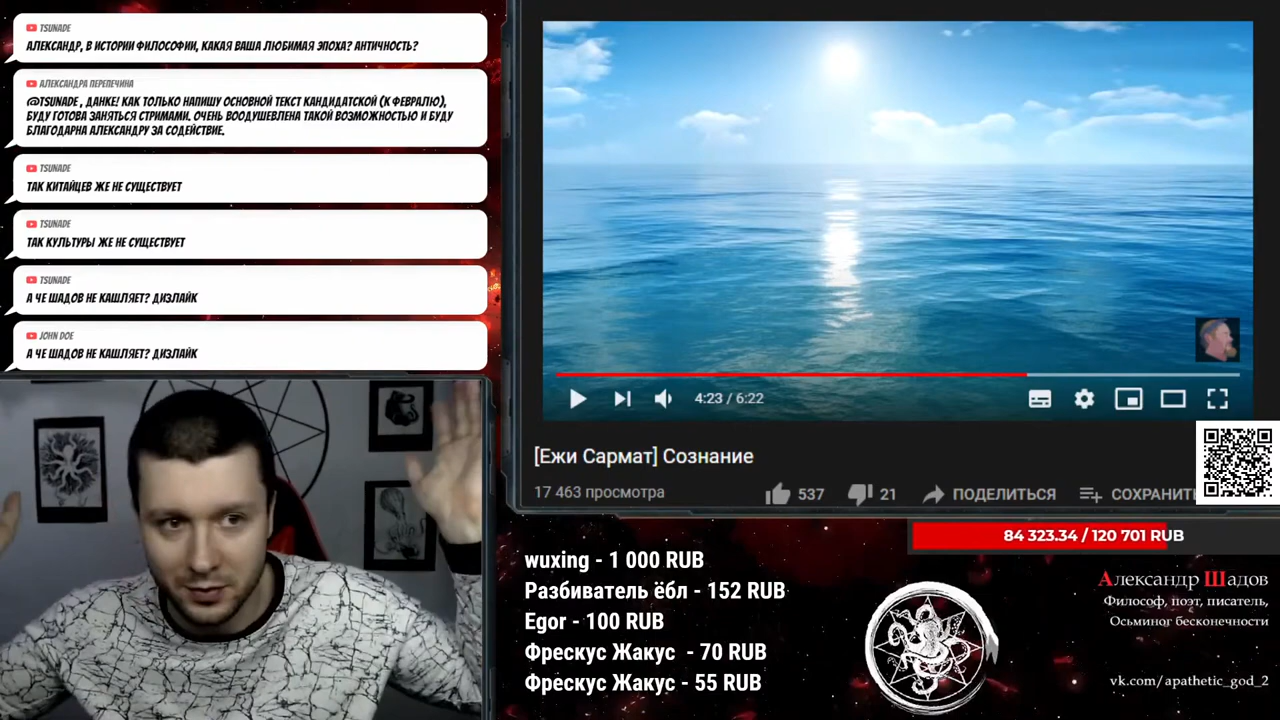 TSUNADE
АЛЕКСАНДР, В ИСТОРИИ ФИЛОСОФИИ, КАКАЯ ВАША ЛЮБИМАЯ ЭПОХА? АНТИЧНОСТЬ?
АЛЕКСАНДРА ПЕРЕПЕЧИНА
@TSUNADE , ДАНКЕ! КАК ТОЛЬКО НАПИШУ ОСНОВНОЙ ТЕКСТ КАНДИДАТСКОЙ (К ФЕВРАЛЮ),
БУДУ ГОТОВА ЗАНЯТЬСЯ СТРИМАМИ. ОЧЕНЬ ВООДУШЕВЛЕНА ТАКОЙ ВОЗМОЖНОСТЬЮ И БУДУ
БЛАГОДАРНА АЛЕКСАНДРУ ЗА СОДЕЙСТВИЕ.
TSUNADE
ТАК КИТАЙЦЕВ ЖЕ НЕ СУЩЕСТВУЕТ
TSUNADE
ТАК КУЛЬТУРЫ ЖЕ НЕ СУЩЕСТВУЕТ
TSUNADE
А ЧЕ ШАДОВ НЕ КАШЛЯЕТ? ДИЗЛАЙК
JOHN DOE
А ЧЕ ШАДОВ НЕ КАШЛЯЕТ? ДИЗЛАЙК
4:23 / 6:22
[Ежи Сармат] Сознание
17 463 просмотра
537
21
ПОДЕЛИТЬСЯ
СОХРАНИТЬ
84 323.34 / 120 701 RUB
wuxing - 1 000 RUB
Разбиватель ёбл - 152 RUB
Egor - 100 RUB
Фрескус Жакус - 70 RUB
Фрескус Жакус - 55 RUB
Александр Шадов
Философ, поэт, писатель,
Осьминог бесконечности
vk.com/apathetic_god_2